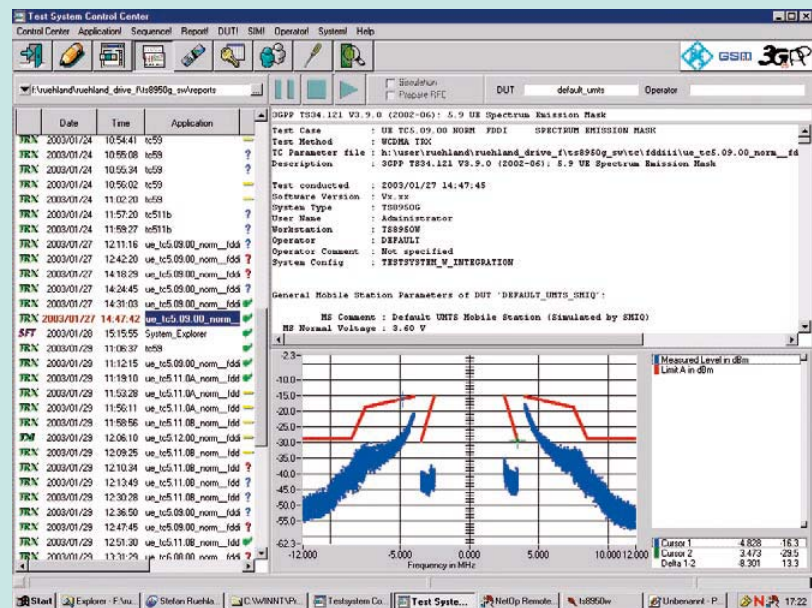 Test System Control Center
Control Center Application! Sequence! Report! DUT! SIM! Operator! System! Help
GSM 3GPP
f:\ruehland\ruehland_drive_f\ts8950g_sw\reports ...
Simulation
Prepare RFC
DUT default_umts Operator
Date Time Application
TRX 2003/01/24 10:54:41 tc59
TRX 2003/01/24 10:55:08 tc59 ?
TRX 2003/01/24 10:55:34 tc59 ?
TRX 2003/01/24 10:56:02 tc59
TRX 2003/01/24 11:02:20 tc59
TRX 2003/01/24 11:57:20 tc511b ?
TRX 2003/01/24 11:59:27 tc511b ?
TRX 2003/01/27 12:11:16 ue_tc5.09.00_norm__fddi ?
TRX 2003/01/27 12:42:20 ue_tc5.09.00_norm__fddi ?
TRX 2003/01/27 14:18:29 ue_tc5.09.00_norm__fddi ?
TRX 2003/01/27 14:24:45 ue_tc5.09.00_norm__fddi ?
TRX 2003/01/27 14:31:03 ue_tc5.09.00_norm__fddi
TRX 2003/01/27 14:47:42 ue_tc5.09.00_norm__
SFT 2003/01/28 15:15:55 System_Explorer
TRX 2003/01/29 11:06:37 tc59
TRX 2003/01/29 11:12:15 ue_tc5.09.00_norm__fddi
TRX 2003/01/29 11:19:10 ue_tc5.11.0A_norm__fddi
TRX 2003/01/29 11:53:28 ue_tc5.11.0A_norm__fddi
TRX 2003/01/29 11:56:11 ue_tc5.11.0A_norm__fddi
TRX 2003/01/29 11:58:56 ue_tc5.11.0B_norm__fddi
2003/01/29 12:06:10 ue_tc5.12.00_norm__fddi
TRX 2003/01/29 12:09:25 ue_tc5.11.0B_norm__fddi
TRX 2003/01/29 12:10:34 ue_tc5.11.0B_norm__fddi ?
TRX 2003/01/29 12:13:49 ue_tc5.11.0B_norm__fddi ?
TRX 2003/01/29 12:30:28 ue_tc5.11.0B_norm__fddi ?
TRX 2003/01/29 12:36:50 ue_tc5.09.00_norm__fddi ?
TRX 2003/01/29 12:47:45 ue_tc5.11.0B_norm__fddi ?
TRX 2003/01/29 12:51:30 ue_tc5.09.00_norm__fddi
TRX 2003/01/29 13:31:29 ue_tc6.08.00_norm__fddi ?
3GPP TS34.121 V3.9.0 (2002-06): 5.9 UE Spectrum Emission Mask
Test Case : UE TC5.09.00 NORM FDDI SPECTRUM EMISSION MASK
Test Method : WCDMA TRX
TC Parameter file : h:\user\ruehland\ruehland_drive_f\ts8950g_sw\tc\fddiii\ue_tc5.09.00_norm__fd
Description : 3GPP TS34.121 V3.9.0 (2002-06): 5.9 UE Spectrum Emission Mask
Test conducted : 2003/01/27 14:47:45
Software Version : Vx.xx
System Type : TS8950G
User Name : Administrator
Workstation : TS8950W
Operator : DEFAULT
Operator Comment : Not specified
System Config : TESTSYSTEM_W_INTEGRATION
General Mobile Station Parameters of DUT 'DEFAULT_UMTS_SMIQ':
MS Comment : Default UMTS Mobile Station (Simulated by SMIQ)
MS Normal Voltage : 3.60 V
-2.3
-10.0
-15.0
-20.0
-25.0
-30.0
-35.0
-40.0
-45.0
-50.0
-55.0
-62.3
-12.000 -5.000 0.000 5.000 10.000 12.000
Frequency in MHz
Measured Level in dBm
Limit A in dBm
Cursor 1 -4.828 -16.3
Cursor 2 3.473 -29.5
Delta 1-2 -8.301 13.3
Start Explorer - F:\ru... Stefan Ruehla... C:\WINNT\Pr... Testsystem Co... Test Syste... NetOp Remote... ts8950w Unbenannt - P... N 17:22